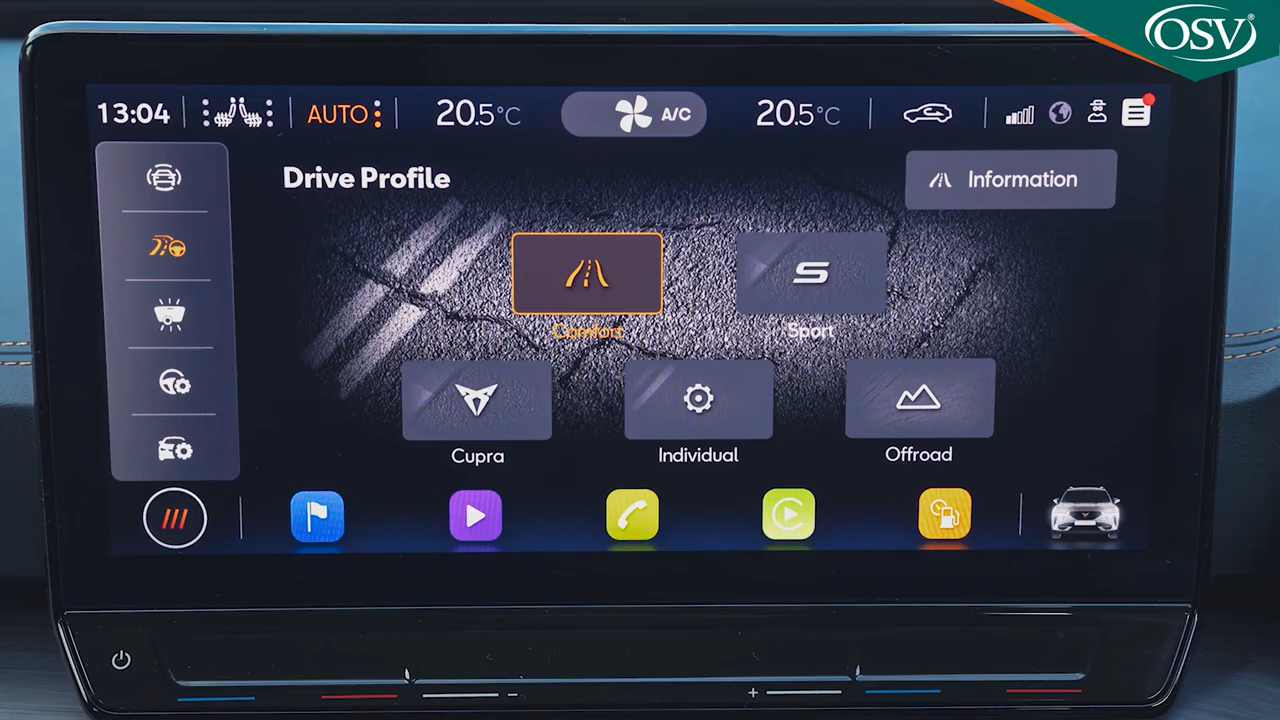 OSV®
13:04
AUTO
20.5°C
A/C
20.5°C
Drive Profile
Information
Comfort
S
Sport
Cupra
Individual
Offroad